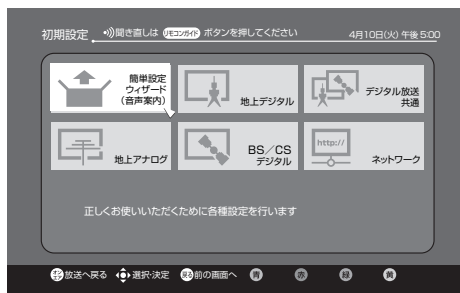 初期設定 聞き直しは リモコンガイド ボタンを押してください 4月10日(火) 午後 5:00
簡単設定
ウィザード
(音声案内)
地上デジタル
デジタル放送
共通
地上アナログ
BS/CS
デジタル
http://
ネットワーク
正しくお使いいただくために各種設定を行います
放送へ戻る 選択・決定 戻る 前の画面へ 青 赤 緑 黄